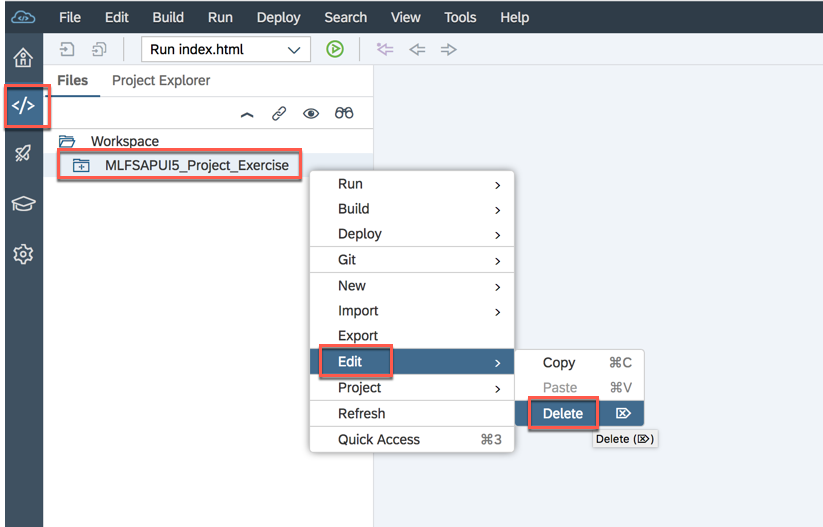 File Edit Build Run Deploy Search View Tools Help
Run index.html
Files Project Explorer
Workspace
MLFSAPUI5_Project_Exercise
Run
Build
Deploy
Git
New
Import
Export
Edit
Project
Refresh
Quick Access ⌘3
Copy ⌘C
Paste ⌘V
Delete ⌦
Delete (⌦)